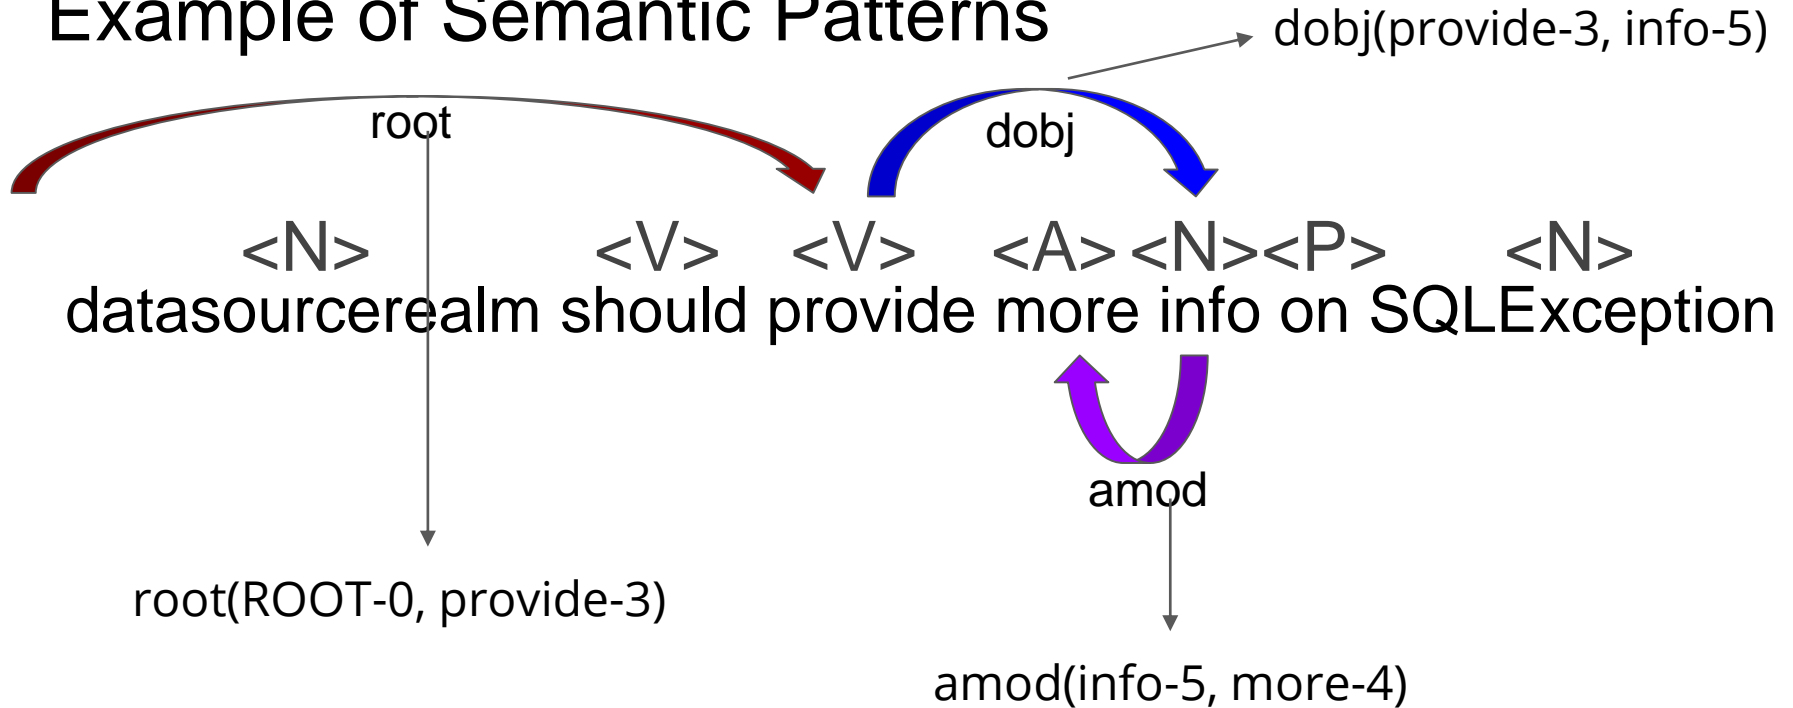 Example of Semantic Patterns
dobj(provide-3, info-5)
root
dobj
<N> <V> <V> <A> <N> <P> <N>
datasourcerealm should provide more info on SQLException
amod
root(ROOT-0, provide-3)
amod(info-5, more-4)